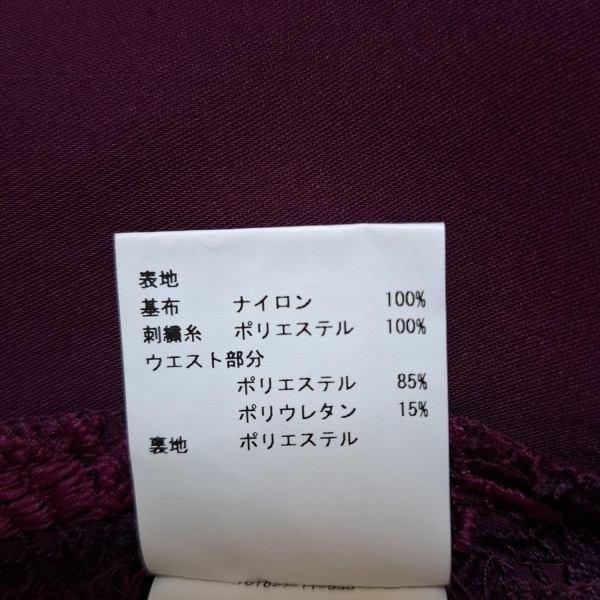 表地
基布 ナイロン 100%
刺繍糸 ポリエステル 100%
ウエスト部分
ポリエステル 85%
ポリウレタン 15%
裏地 ポリエステル